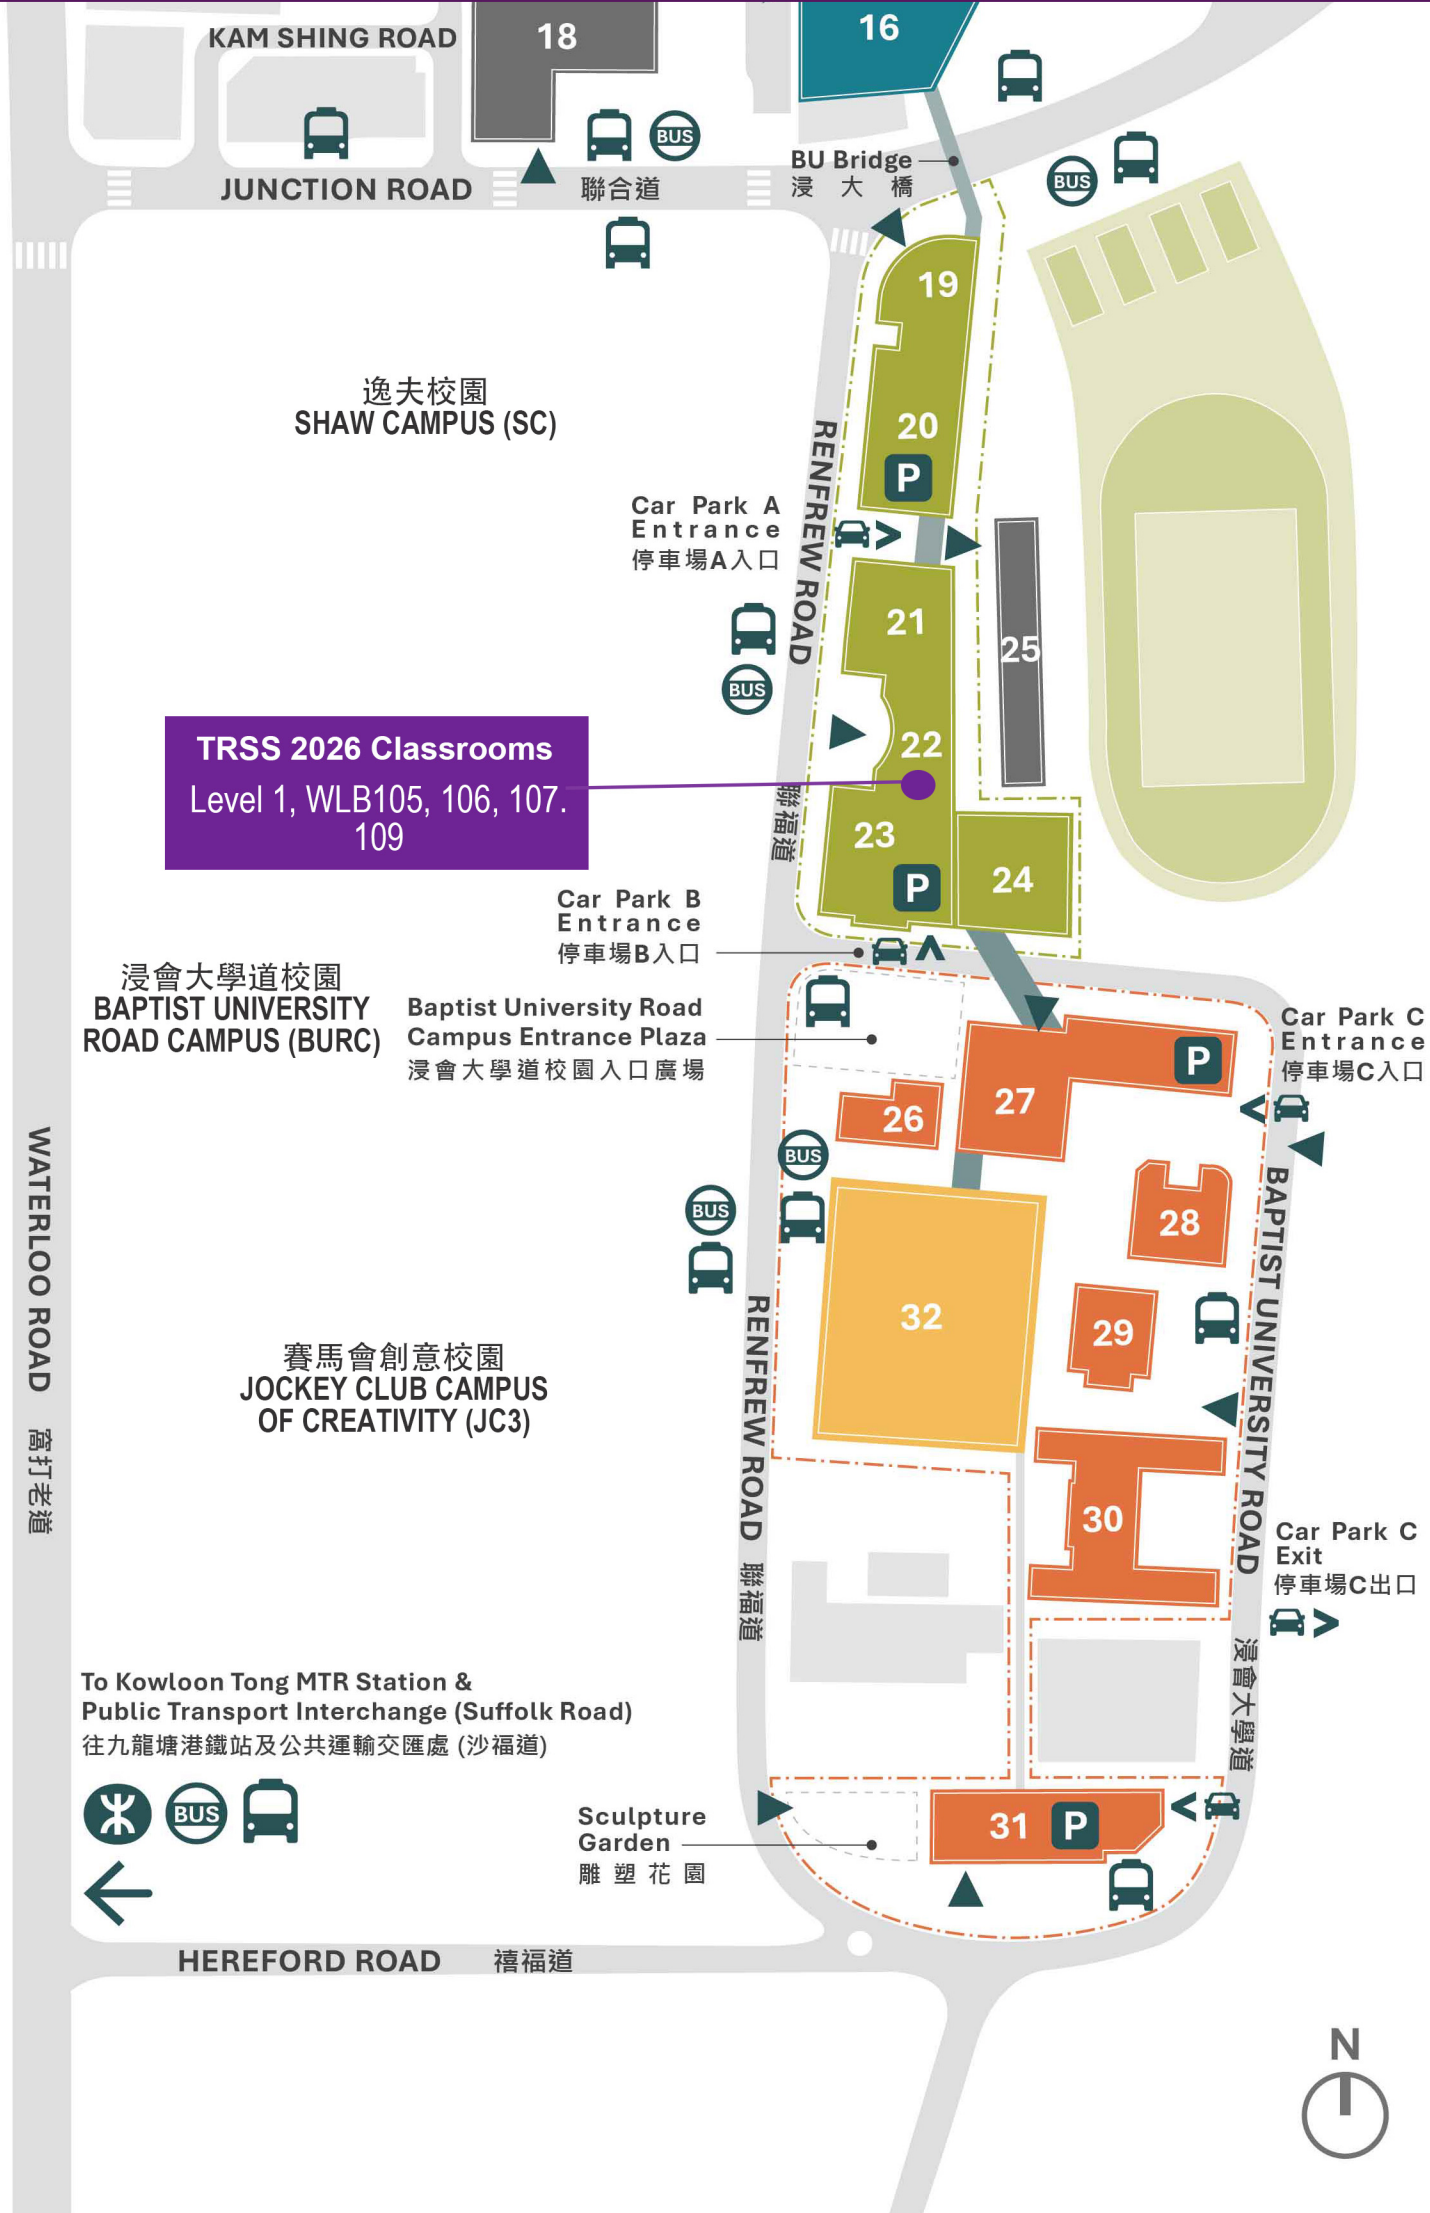 KAM SHING ROAD
18
16
BUS
JUNCTION ROAD
聯合道
BU Bridge
浸大橋
BUS
19
逸夫校園
SHAW CAMPUS (SC)
20
P
RENFREW ROAD
Car Park A
Entrance
停車場A入口
21
25
BUS
TRSS 2026 Classrooms
Level 1, WLB105, 106, 107.
109
22
聯福道
23
P
24
Car Park B
Entrance
停車場B入口
浸會大學道校園
BAPTIST UNIVERSITY
ROAD CAMPUS (BURC)
Baptist University Road
Campus Entrance Plaza
浸會大學道校園入口廣場
Car Park C
Entrance
停車場C入口
P
27
26
BUS
BUS
28
BAPTIST UNIVERSITY ROAD
WATERLOO ROAD
窩打老道
32
29
RENFREW ROAD
聯福道
賽馬會創意校園
JOCKEY CLUB CAMPUS
OF CREATIVITY (JC3)
30
Car Park C
Exit
停車場C出口
浸會大學道
To Kowloon Tong MTR Station &
Public Transport Interchange (Suffolk Road)
往九龍塘港鐵站及公共運輸交匯處 (沙福道)
BUS
Sculpture
Garden
雕塑花園
31
P
HEREFORD ROAD
禧福道
N